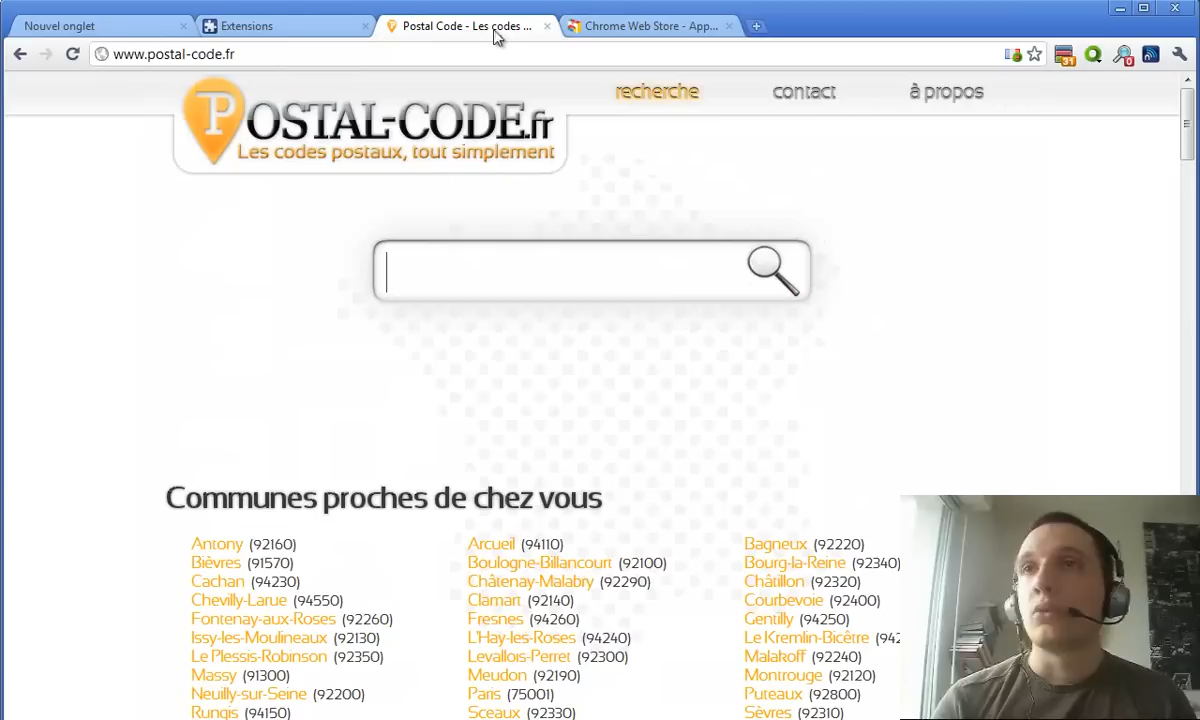 Nouvel onglet Extensions Postal Code - Les codes ... Chrome Web Store - App...
www.postal-code.fr 31 0
POSTAL-CODE.fr
Les codes postaux, tout simplement
recherche contact à propos
Communes proches de chez vous
Antony (92160) Arcueil (94110) Bagneux (92220)
Bièvres (91570) Boulogne-Billancourt (92100) Bourg-la-Reine (92340)
Cachan (94230) Châtenay-Malabry (92290) Châtillon (92320)
Chevilly-Larue (94550) Clamart (92140) Courbevoie (92400)
Fontenay-aux-Roses (92260) Fresnes (94260) Gentilly (94250)
Issy-les-Moulineaux (92130) L'Hay-les-Roses (94240) Le Kremlin-Bicêtre (942
Le Plessis-Robinson (92350) Levallois-Perret (92300) Malakoff (92240)
Massy (91300) Meudon (92190) Montrouge (92120)
Neuilly-sur-Seine (92200) Paris (75001) Puteaux (92800)
Rungis (94150) Sceaux (92330) Sèvres (92310)